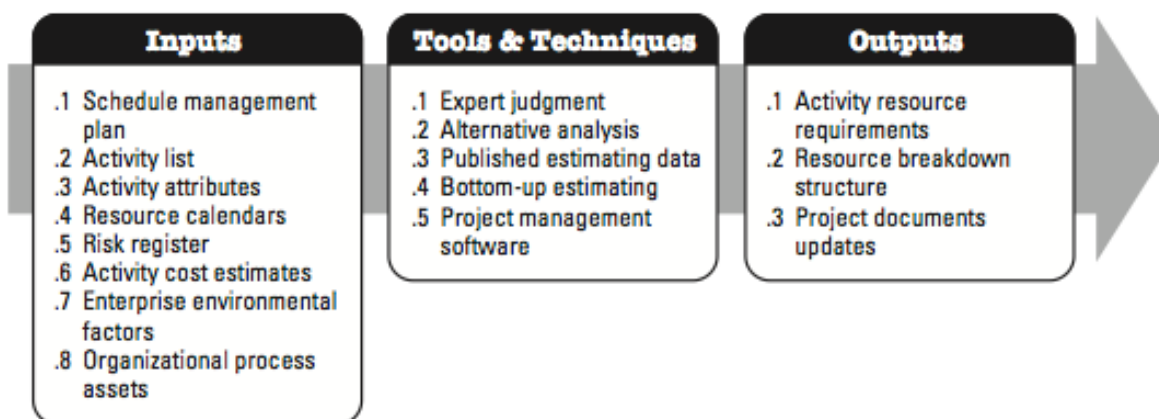 Inputs
.1 Schedule management
plan
.2 Activity list
.3 Activity attributes
.4 Resource calendars
.5 Risk register
.6 Activity cost estimates
.7 Enterprise environmental
factors
.8 Organizational process
assets
Tools & Techniques
.1 Expert judgment
.2 Alternative analysis
.3 Published estimating data
.4 Bottom-up estimating
.5 Project management
software
Outputs
.1 Activity resource
requirements
.2 Resource breakdown
structure
.3 Project documents
updates